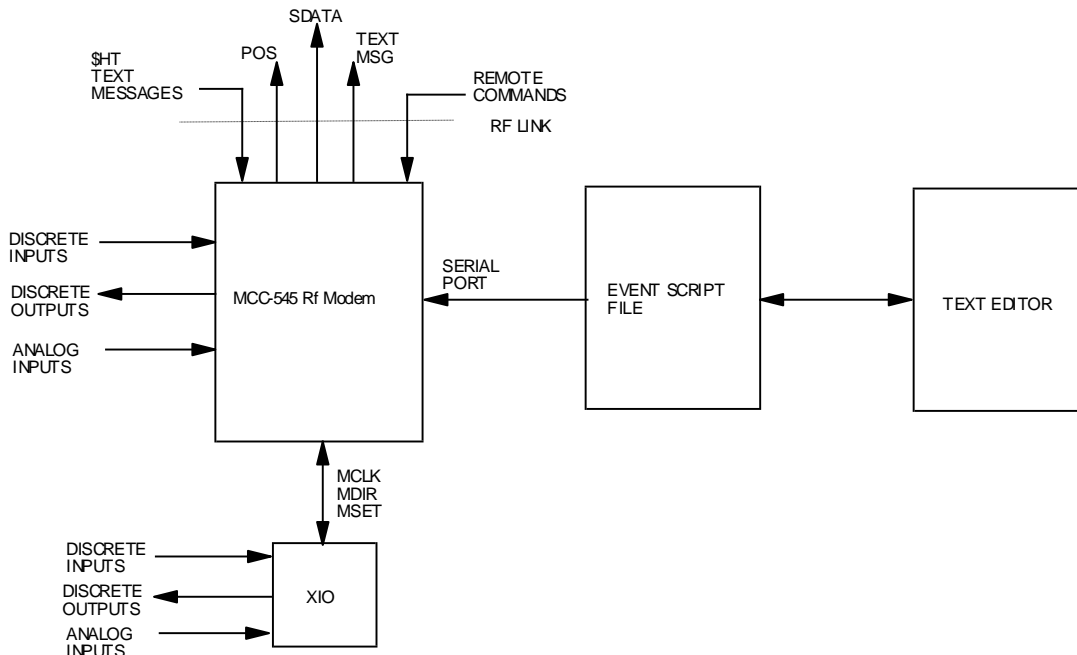 SDATA
POS
TEXT
MSG
$HT
TEXT
MESSAGES
REMOTE
COMMANDS
RF LINK
DISCRETE
INPUTS
DISCRETE
OUTPUTS
ANALOG
INPUTS
MCC-545 Rf Modem
SERIAL
PORT
EVENT SCRIPT
FILE
TEXT EDITOR
MCLK
MDIR
MSET
DISCRETE
INPUTS
DISCRETE
OUTPUTS
ANALOG
INPUTS
XIO